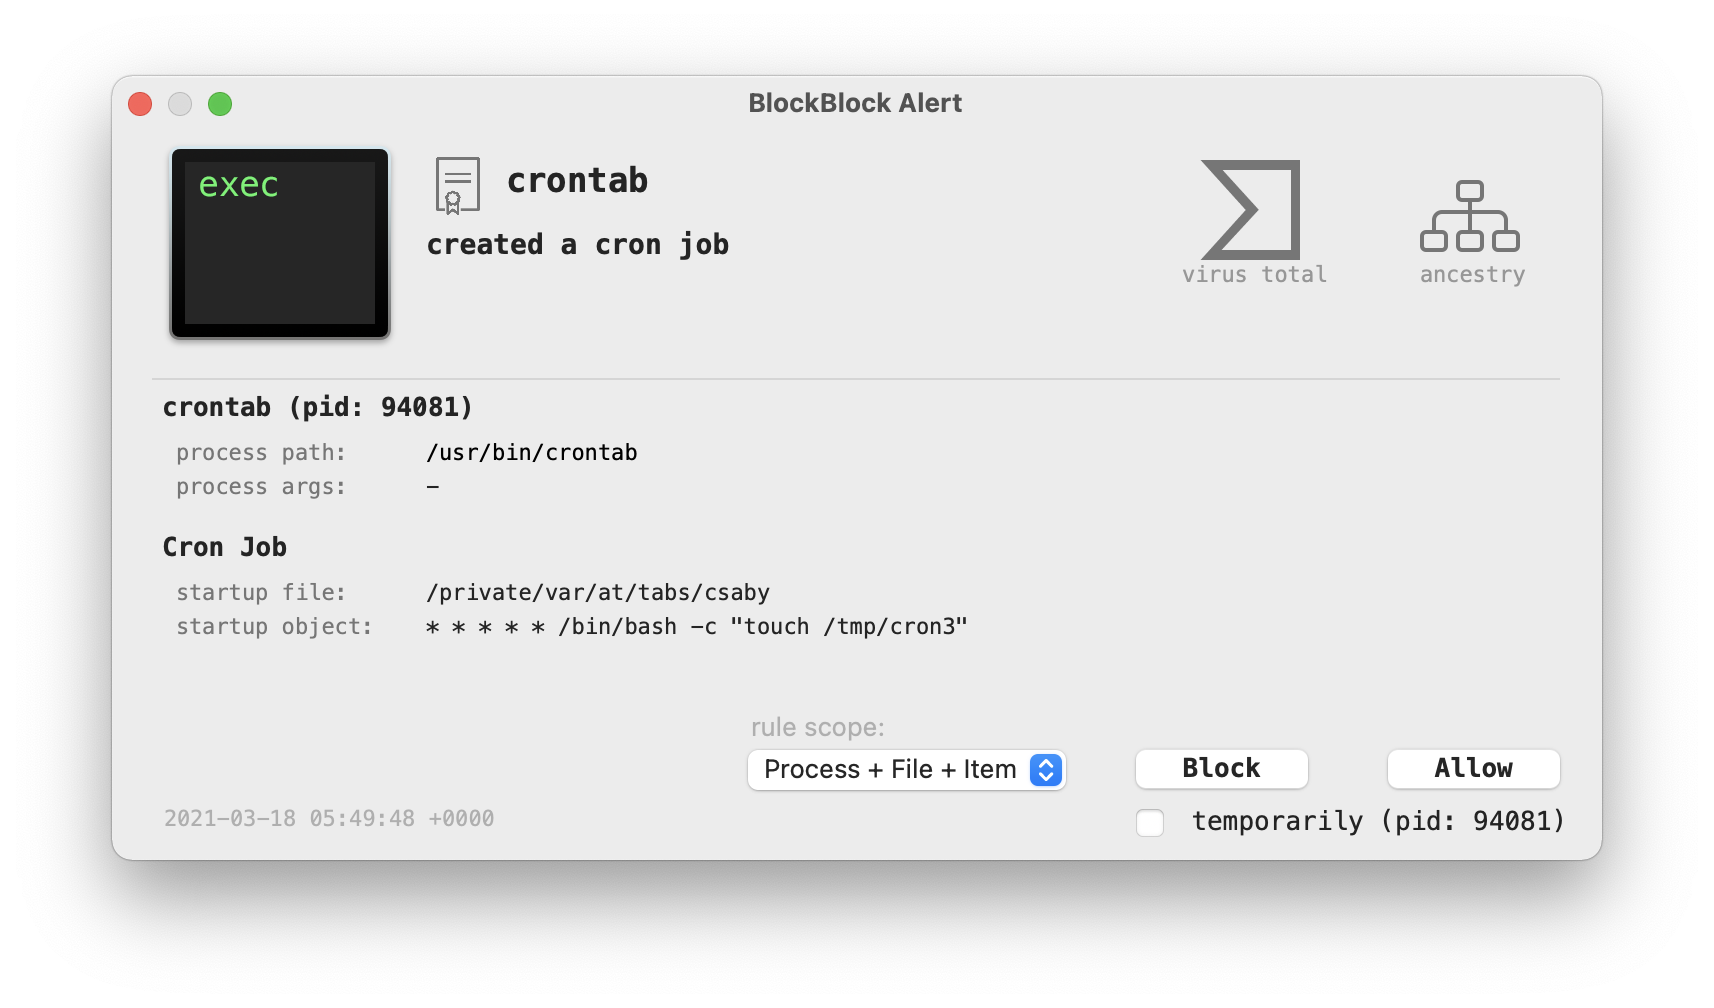 BlockBlock Alert
exec
crontab
created a cron job
virus total
ancestry
crontab (pid: 94081)
process path: /usr/bin/crontab
process args: –
Cron Job
startup file: /private/var/at/tabs/csaby
startup object: * * * * * /bin/bash -c "touch /tmp/cron3"
rule scope:
Process + File + Item
Block
Allow
2021-03-18 05:49:48 +0000
temporarily (pid: 94081)